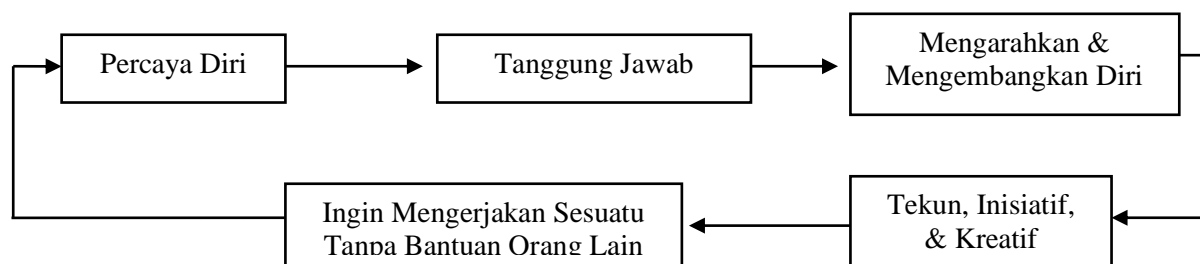 Percaya Diri
Tanggung Jawab
Mengarahkan &
Mengembangkan Diri
Tekun, Inisiatif,
& Kreatif
Ingin Mengerjakan Sesuatu
Tanpa Bantuan Orang Lain